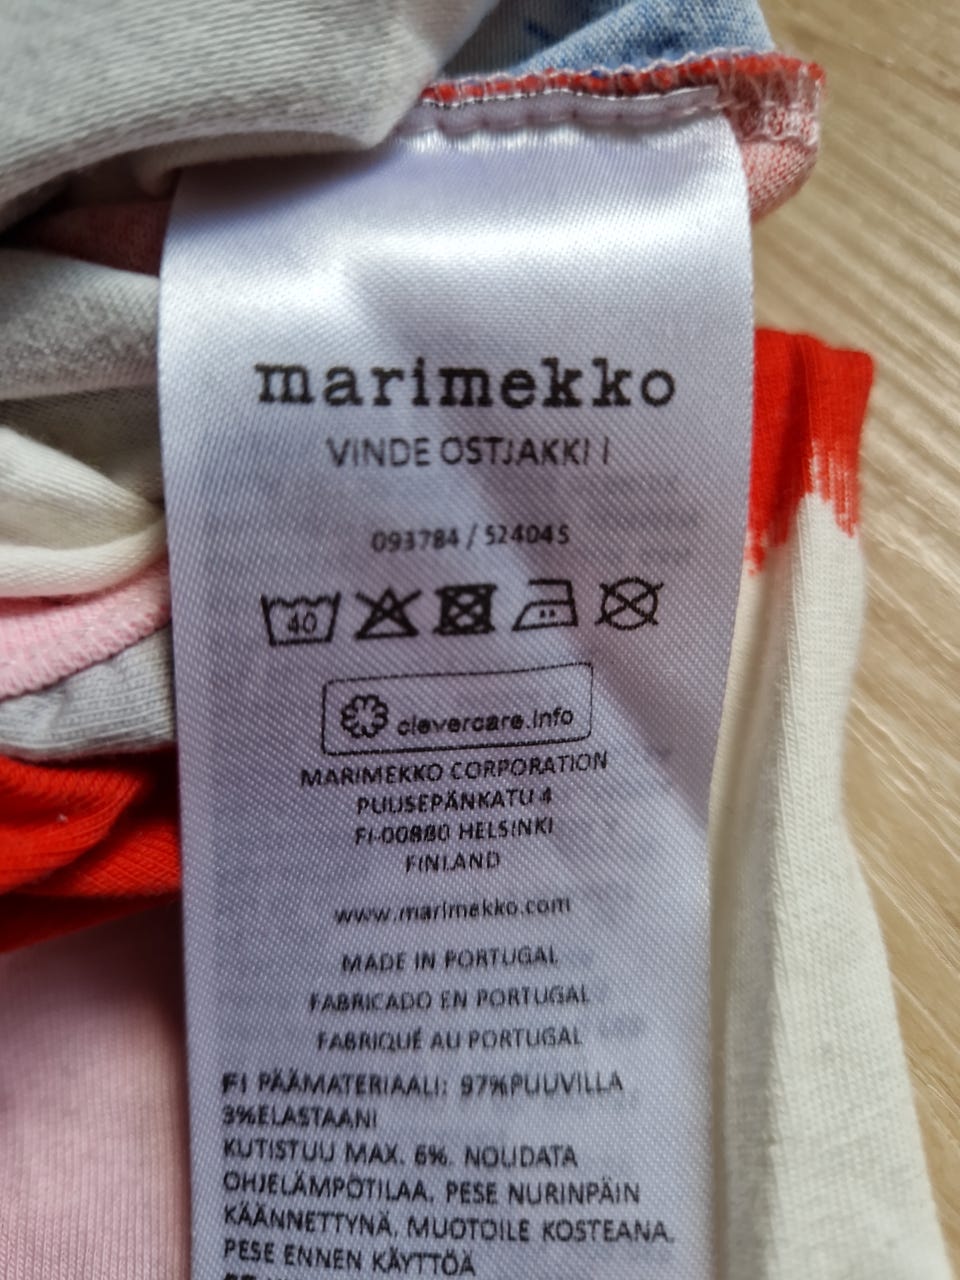 marimekko
VINDE OSTJAKKI I
093784 / 524045
40
clevercare.info
MARIMEKKO CORPORATION
PUUSEPÄNKATU 4
FI-00880 HELSINKI
FINLAND
www.marimekko.com
MADE IN PORTUGAL
FABRICADO EN PORTUGAL
FABRIQUÉ AU PORTUGAL
FI PÄÄMATERIAALI: 97%PUUVILLA
3%ELASTAANI
KUTISTUU MAX. 6%. NOUDATA
OHJELÄMPÖTILAA. PESE NURINPÄIN
KÄÄNNETTYNÄ. MUOTOILE KOSTEANA.
PESE ENNEN KÄYTTÖÄ